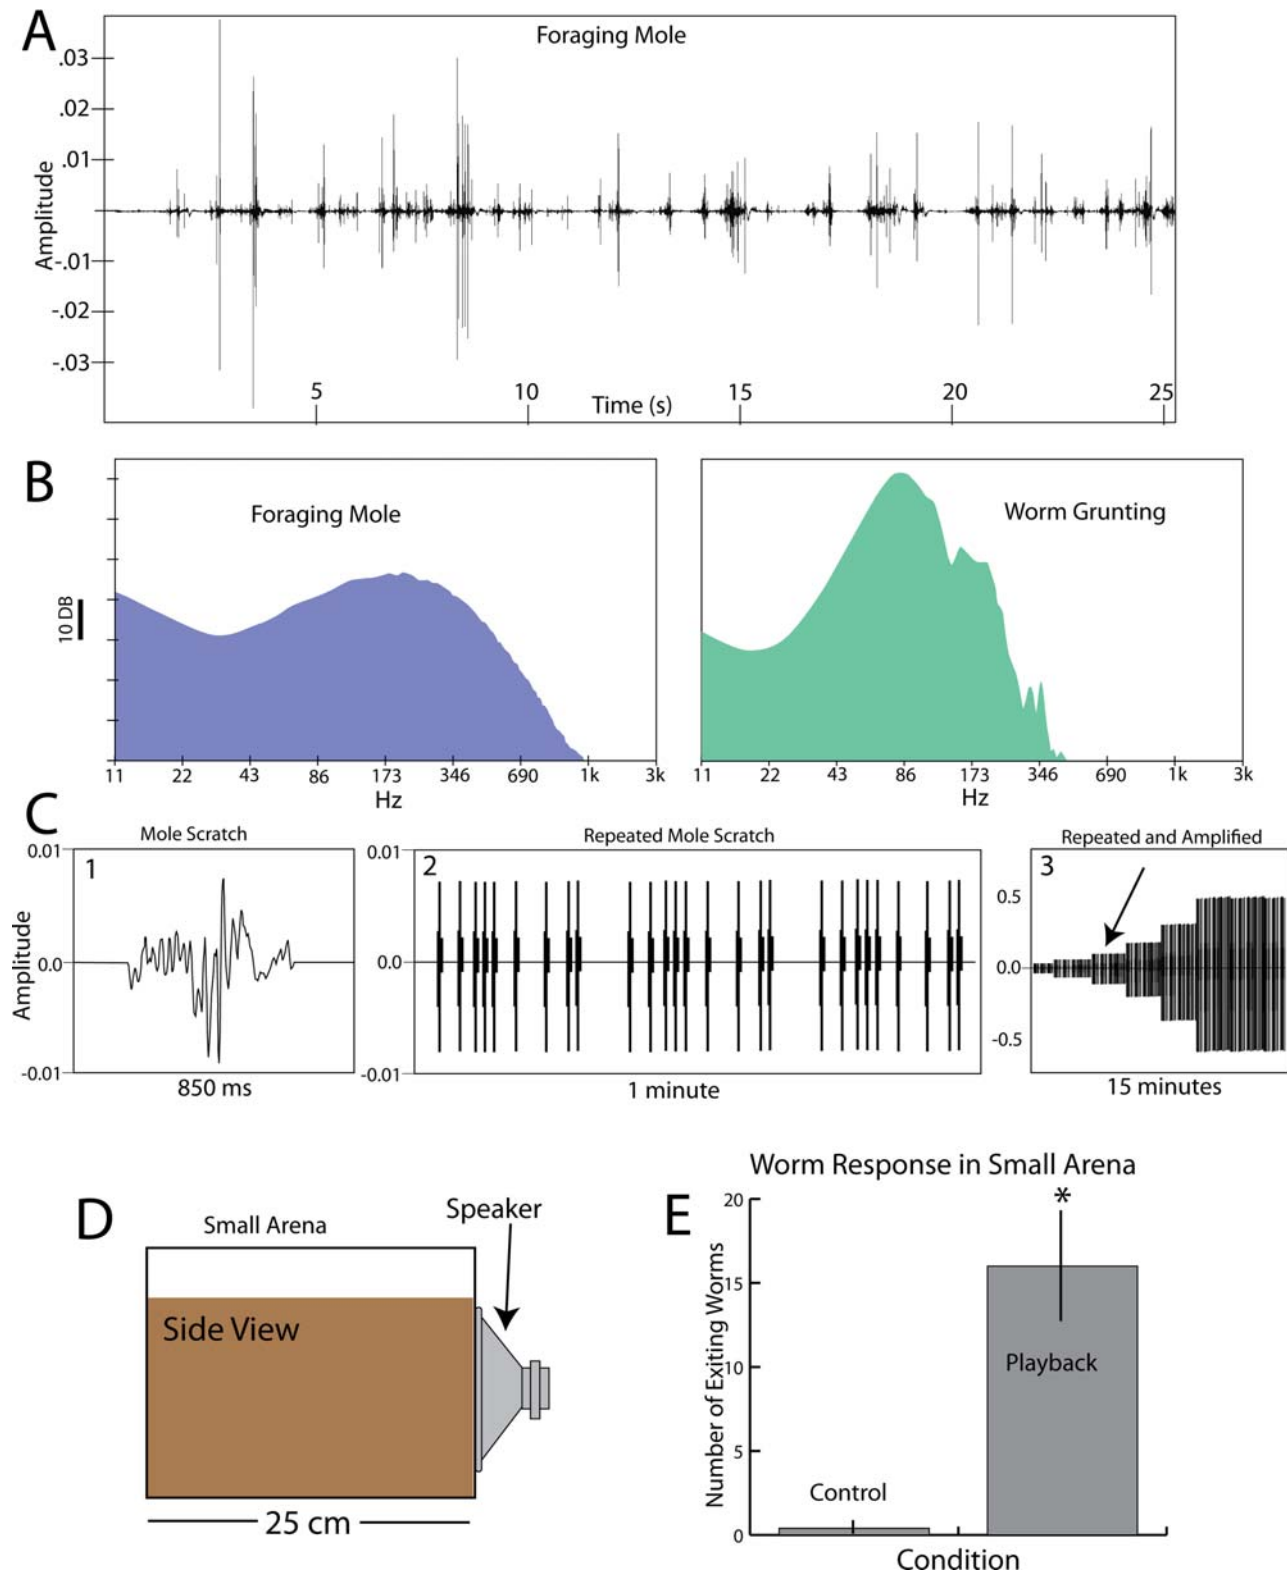 A
Foraging Mole
.03
.02
.01
-.01
-.02
-.03
Amplitude
5
10
15
20
25
Time (s)
B
Foraging Mole
10 DB
11
22
43
86
173
346
690
1k
3k
Hz
Worm Grunting
11
22
43
86
173
346
690
1k
3k
Hz
C
Mole Scratch
1
0.01
0.0
-0.01
Amplitude
850 ms
Repeated Mole Scratch
2
0.01
0.0
-0.01
1 minute
Repeated and Amplified
3
0.5
0.0
-0.5
15 minutes
D
Small Arena
Speaker
Side View
25 cm
E
Worm Response in Small Arena
Number of Exiting Worms
20
15
10
5
0
*
Control
Playback
Condition